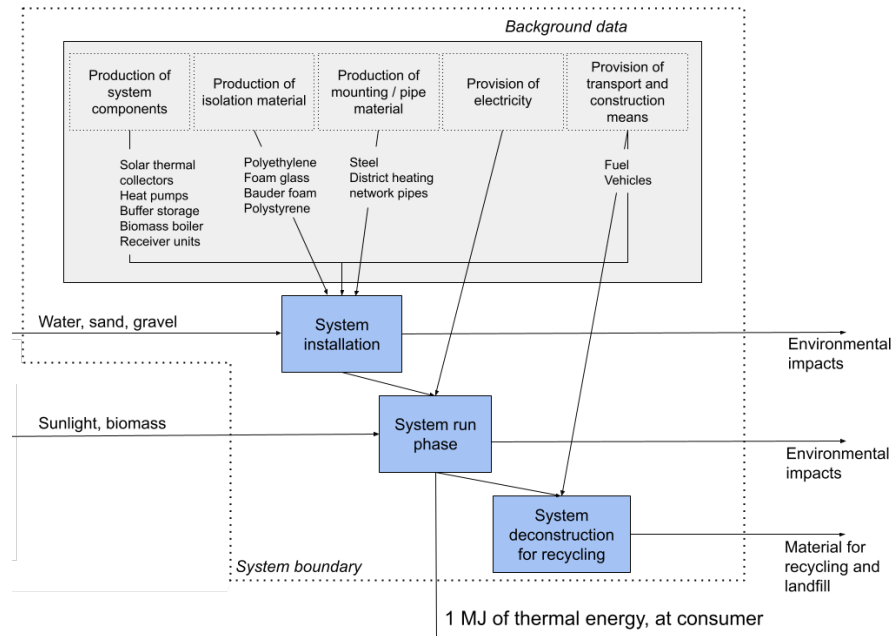 Background data
Production of
system
components
Production of
isolation material
Production of
mounting / pipe
material
Provision of
electricity
Provision of
transport and
construction
means
Solar thermal
collectors
Heat pumps
Buffer storage
Biomass boiler
Receiver units
Polyethylene
Foam glass
Bauder foam
Polystyrene
Steel
District heating
network pipes
Fuel
Vehicles
Water, sand, gravel
System
installation
Environmental
impacts
Sunlight, biomass
System run
phase
Environmental
impacts
System
deconstruction
for recycling
Material for
recycling and
landfill
System boundary
1 MJ of thermal energy, at consumer